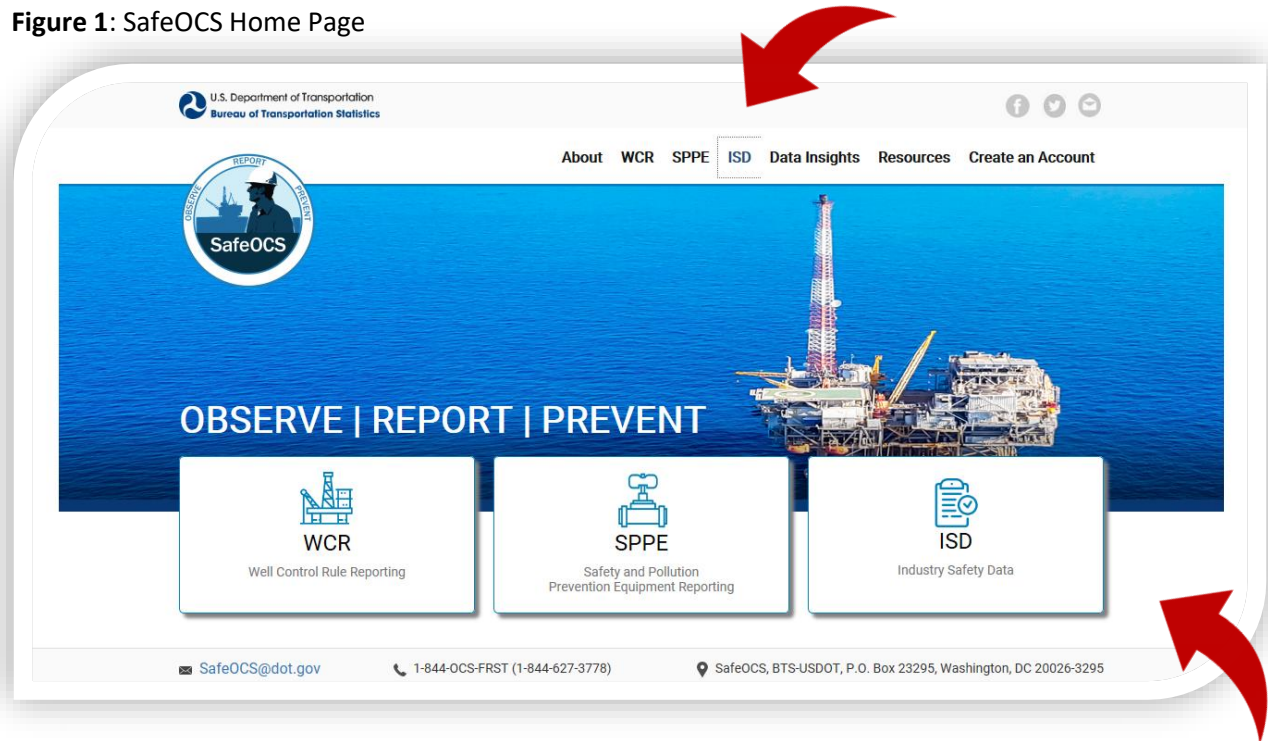 Figure 1: SafeOCS Home Page
U.S. Department of Transportation
Bureau of Transportation Statistics
About WCR SPPE ISD Data Insights Resources Create an Account
OBSERVE REPORT PREVENT
SafeOCS
OBSERVE | REPORT | PREVENT
WCR
Well Control Rule Reporting
SPPE
Safety and Pollution
Prevention Equipment Reporting
ISD
Industry Safety Data
SafeOCS@dot.gov 1-844-OCS-FRST (1-844-627-3778) SafeOCS, BTS-USDOT, P.O. Box 23295, Washington, DC 20026-3295